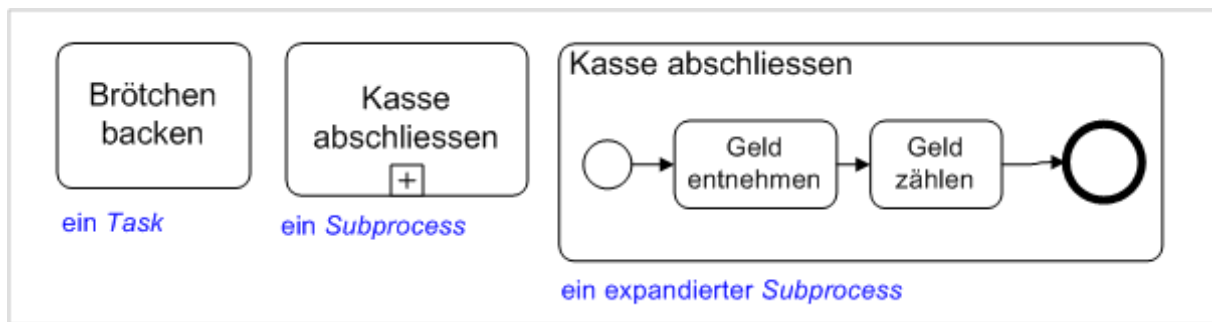 Brötchen
backen
ein Task
Kasse
abschliessen
+
ein Subprocess
Kasse abschliessen
Geld
entnehmen
Geld
zählen
ein expandierter Subprocess